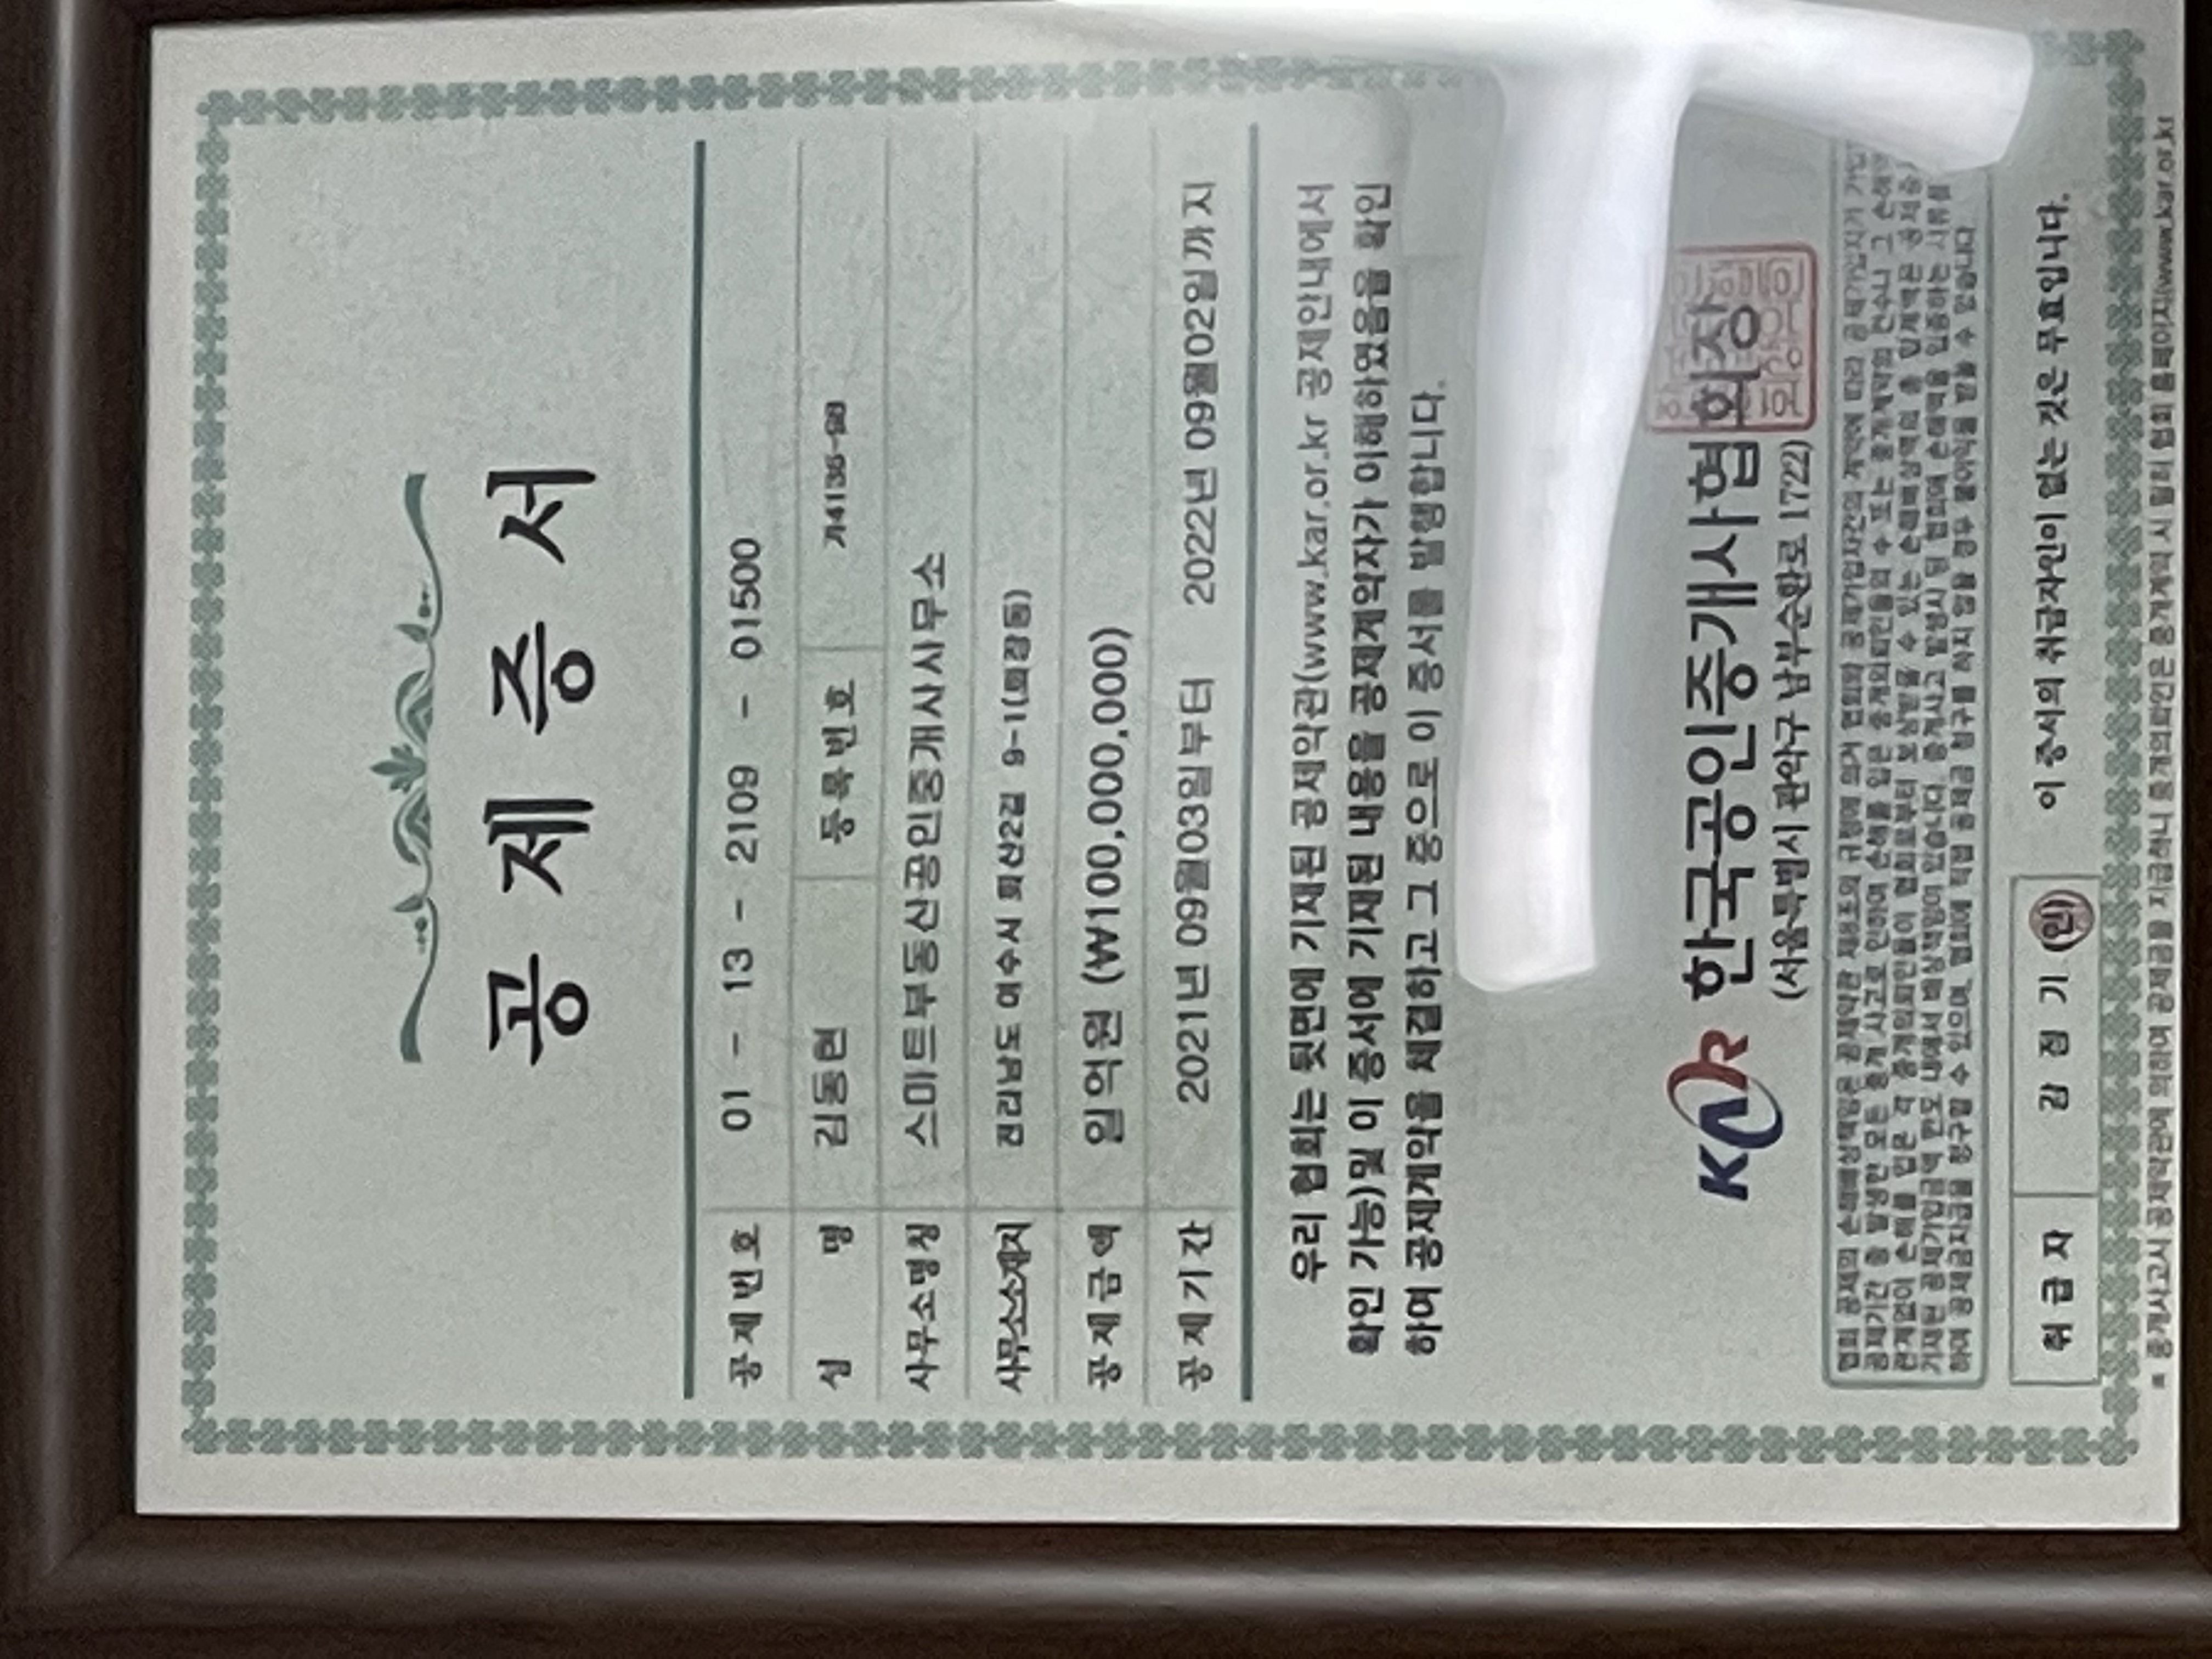 공제증서
공제번호 01 - 13 - 2109 - 01500
성 명 김동현 등록번호 가4136-98
사무소명칭 스마트부동산공인중개사사무소
사무소소재지 전라남도 여수시 화산2길 9-1(화장동)
공제금액 일억원 (₩100,000,000)
공제기간 2021년 09월03일부터 2022년 09월02일까지
우리 협회는 뒷면에 기재된 공제약관(www.kar.or.kr 공제안내에서
확인 가능)및 이 증서에 기재된 내용을 공제계약자가 이해하였음을 확인
하여 공제계약을 체결하고 그 증으로 이 증서를 발행합니다.
KAR 한국공인중개사협회장
(서울특별시 관악구 남부순환로 1722)
협회 공제의 손해배상책임은 공제약관 제8조의 규정에 의거 협회와 공제가입자간의 계약에 따라 공제가입자가 가입
공제기간 중 발생한 모든 중개 사고로 인하여 손해를 입은 중개의뢰인들의 수 또는 중개계약의 건수나 그 손해
관계없이 손해를 입은 각 중개의뢰인들이 협회로부터 보상받을 수 있는 손해배상액의 총 합계액은 공제증
기재된 공제가입금액 한도 내에서 배상책임이 있습니다. 중개사고 발생시 위 협회에 손해액을 입증하는 서류를
하여 공제금지급을 청구할 수 있으며, 협회에 직접 공제금 청구를 하지 않을 경우 불이익을 받을 수 있습니다
취급자 강점기 (인) 이 증서의 취급자인이 없는 것은 무효입니다.
※ 중개사고시 공제약관에 의하여 공제금을 지급하니 중개의뢰인은 중개계약 시 필히 협회 홈페이지(www.kar.or.kr